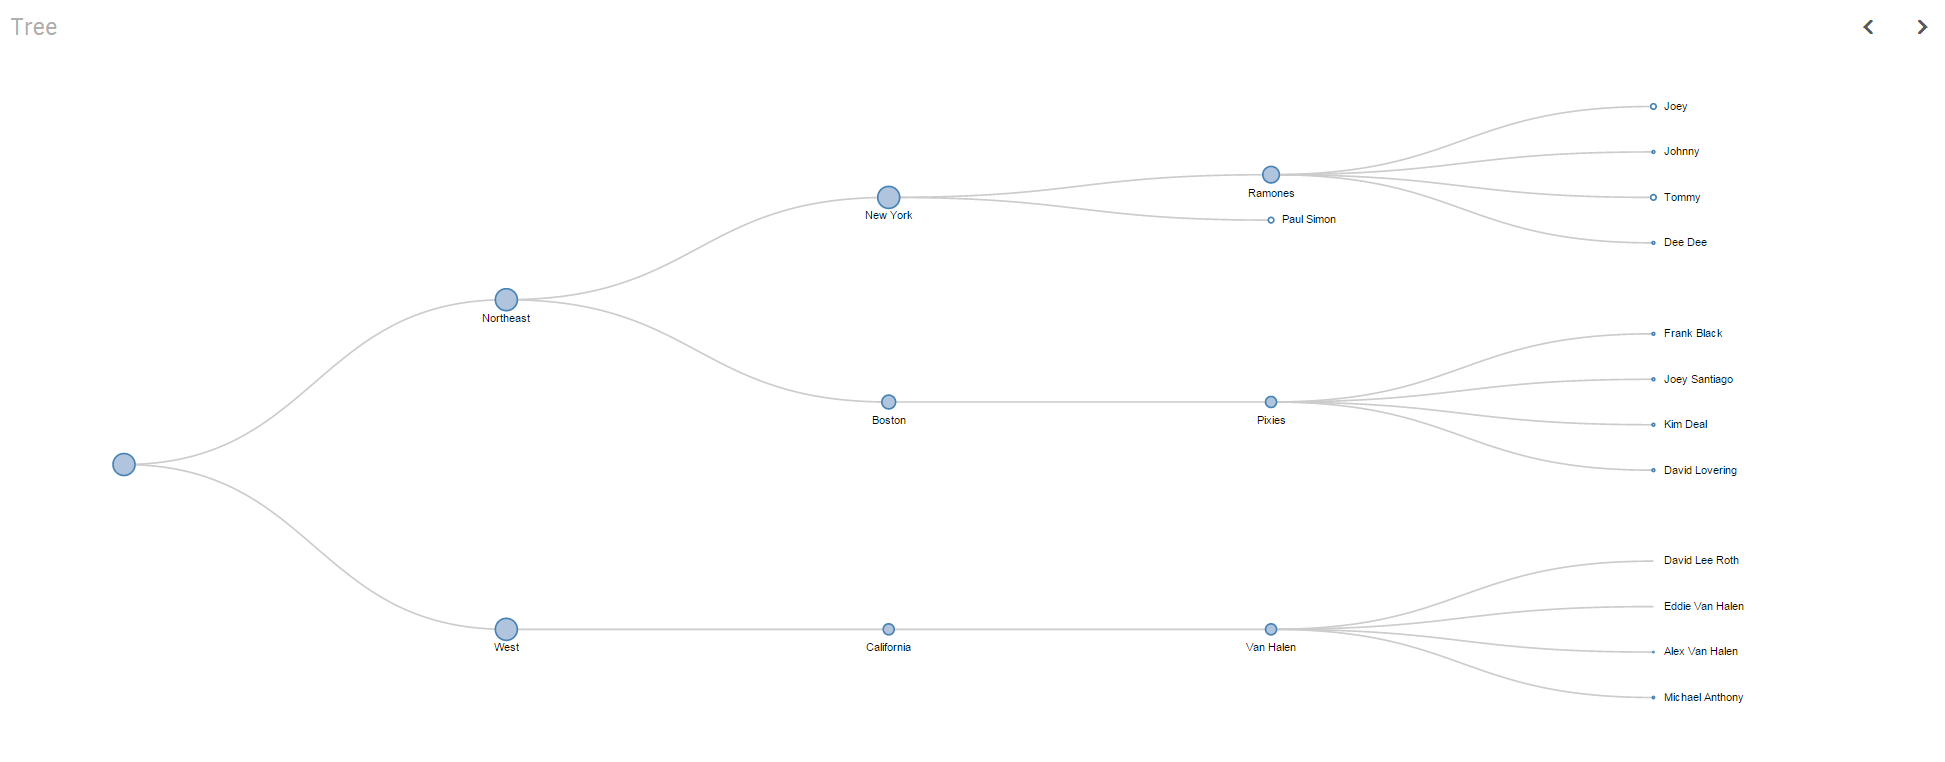 Tree
Joey
Johnny
Ramones
Tommy
New York
Paul Simon
Dee Dee
Northeast
Frank Black
Joey Santiago
Boston
Pixies
Kim Deal
David Lovering
David Lee Roth
Eddie Van Halen
West
California
Van Halen
Alex Van Halen
Michael Anthony